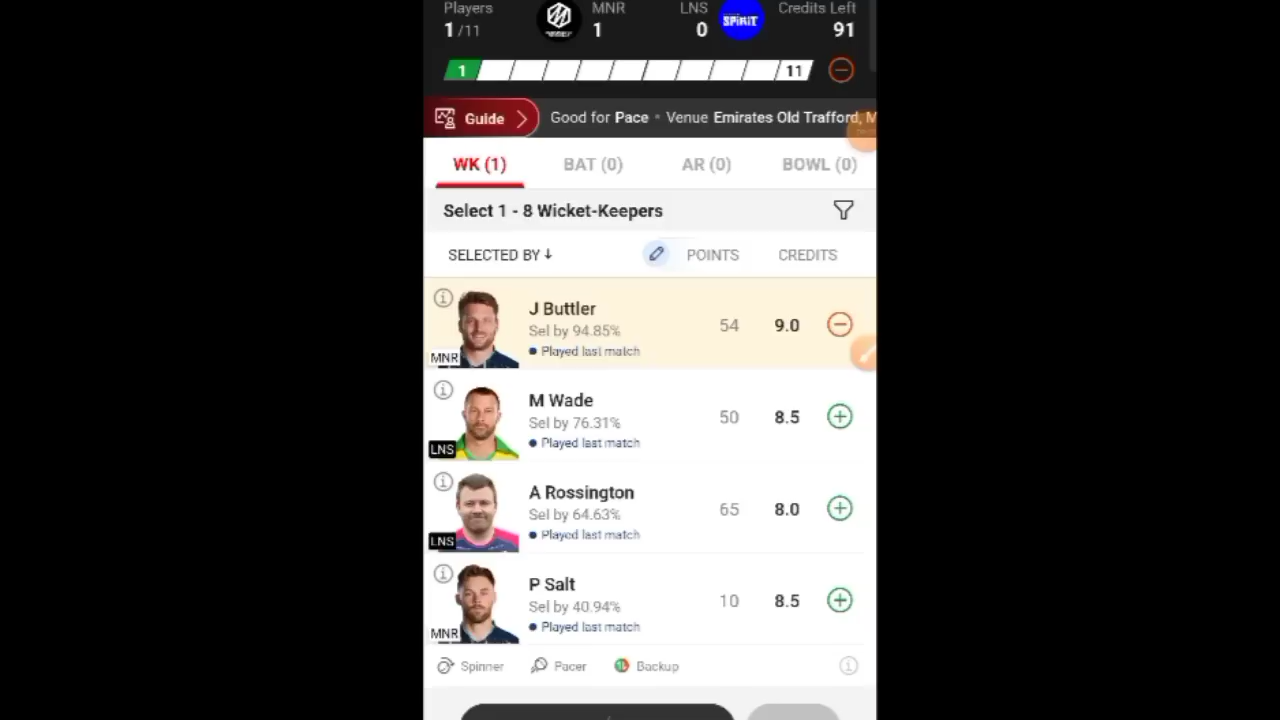 Players MNR LNS Credits Left
1/11 1 0 SPIRIT 91
1 11
Guide Good for Pace • Venue Emirates Old Trafford, M
WK (1) BAT (0) AR (0) BOWL (0)
Select 1 - 8 Wicket-Keepers
SELECTED BY ↓ POINTS CREDITS
J Buttler
Sel by 94.85% 54 9.0
Played last match
MNR
M Wade
Sel by 76.31% 50 8.5
Played last match
LNS
A Rossington
Sel by 64.63% 65 8.0
Played last match
LNS
P Salt
Sel by 40.94% 10 8.5
Played last match
MNR
Spinner Pacer Backup